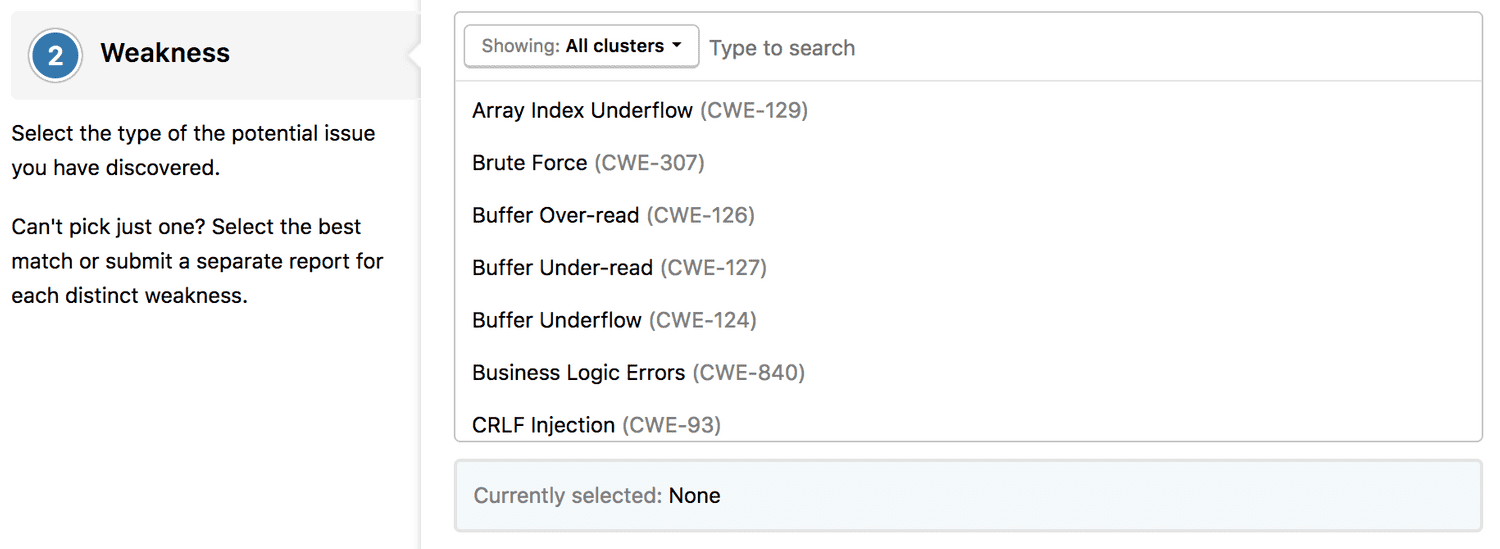 2 Weakness
Select the type of the potential issue
you have discovered.
Can't pick just one? Select the best
match or submit a separate report for
each distinct weakness.
Showing: All clusters Type to search
Array Index Underflow (CWE-129)
Brute Force (CWE-307)
Buffer Over-read (CWE-126)
Buffer Under-read (CWE-127)
Buffer Underflow (CWE-124)
Business Logic Errors (CWE-840)
CRLF Injection (CWE-93)
Currently selected: None